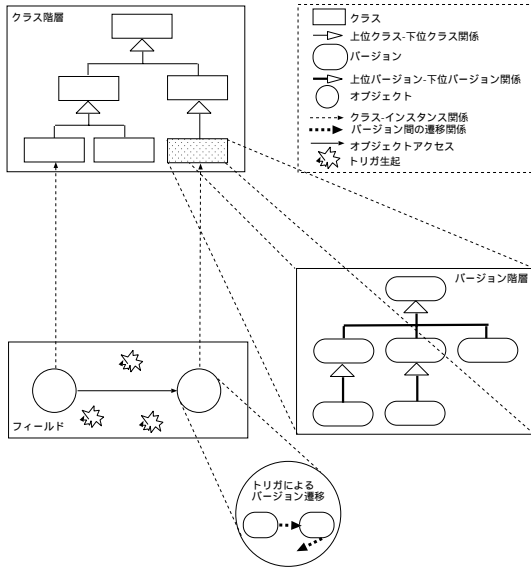 クラス階層
クラス
上位クラス-下位クラス関係
バージョン
上位バージョン-下位バージョン関係
オブジェクト
クラス-インスタンス関係
バージョン間の遷移関係
オブジェクトアクセス
トリガ生起
バージョン階層
フィールド
トリガによる
バージョン遷移